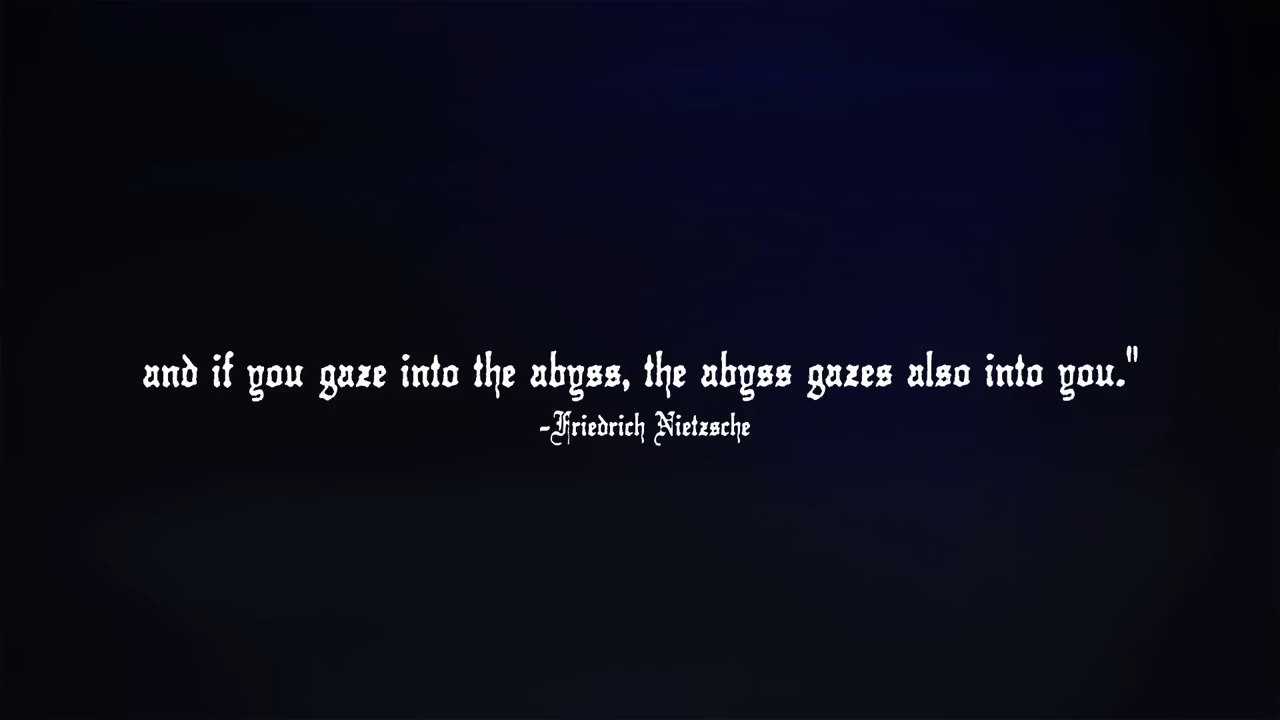 and if you gaze into the abyss, the abyss gazes also into you."
-Friedrich Nietzsche